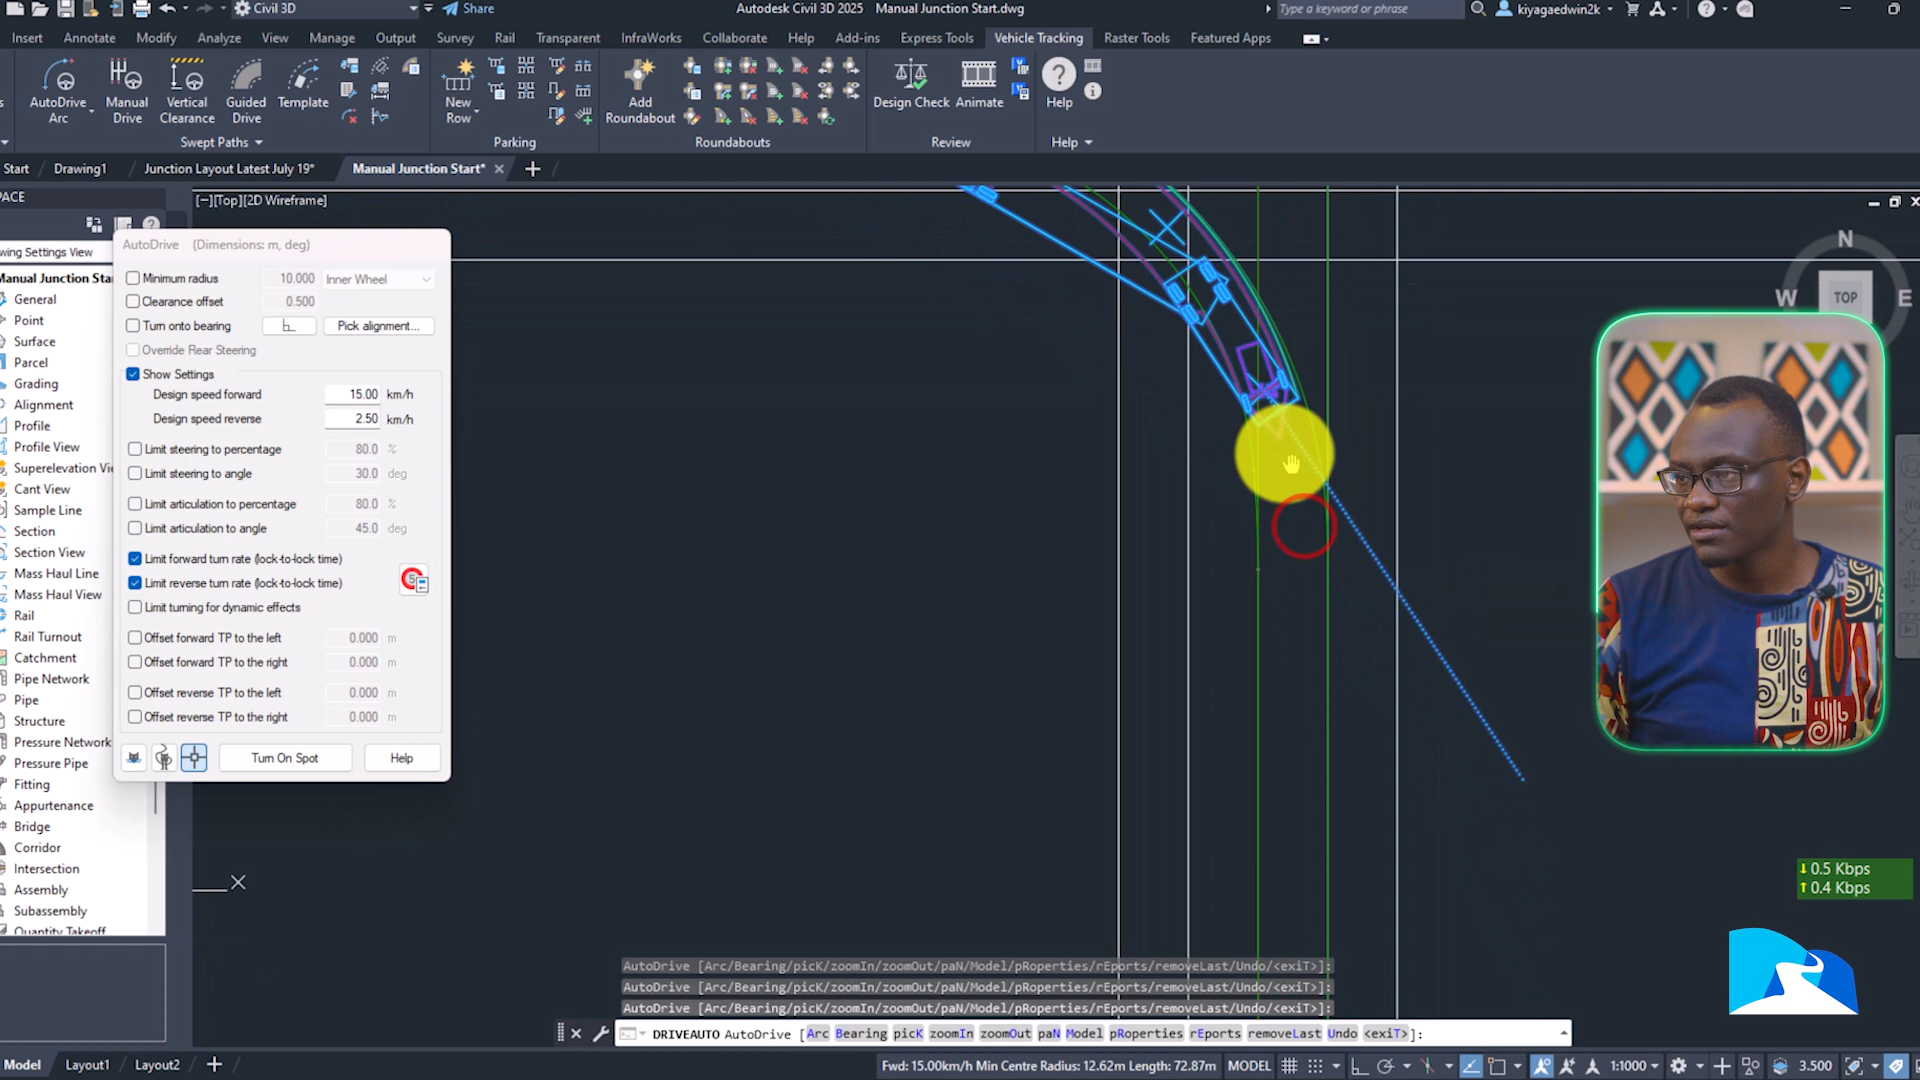 Civil 3D
Share
Autodesk Civil 3D 2025 Manual Junction Start.dwg
Type a keyword or phrase
kiyagaedwin2k
Insert Annotate Modify Analyze View Manage Output Survey Rail Transparent InfraWorks Collaborate Help Add-ins Express Tools Vehicle Tracking Raster Tools Featured Apps
AutoDrive Arc
Manual Drive
Vertical Clearance
Guided Drive
Template
New Row
Add Roundabout
Design Check
Animate
Help
Swept Paths
Parking
Roundabouts
Review
Help
Start
Drawing1
Junction Layout Latest July 19*
Manual Junction Start*
PACE
[−][Top][2D Wireframe]
wing Settings View
Manual Junction Sta
General
Point
Surface
Parcel
Grading
Alignment
Profile
Profile View
Superelevation Vi
Cant View
Sample Line
Section
Section View
Mass Haul Line
Mass Haul View
Rail
Rail Turnout
Catchment
Pipe Network
Pipe
Structure
Pressure Network
Pressure Pipe
Fitting
Appurtenance
Bridge
Corridor
Intersection
Assembly
Subassembly
Quantity Takeoff
AutoDrive (Dimensions: m, deg)
Minimum radius 10.000 Inner Wheel
Clearance offset 0.500
Turn onto bearing Pick alignment...
Override Rear Steering
Show Settings
Design speed forward 15.00 km/h
Design speed reverse 2.50 km/h
Limit steering to percentage 80.0 %
Limit steering to angle 30.0 deg
Limit articulation to percentage 80.0 %
Limit articulation to angle 45.0 deg
Limit forward turn rate (lock-to-lock time)
Limit reverse turn rate (lock-to-lock time)
Limit turning for dynamic effects
Offset forward TP to the left 0.000 m
Offset forward TP to the right 0.000 m
Offset reverse TP to the left 0.000 m
Offset reverse TP to the right 0.000 m
Turn On Spot
Help
N
W TOP E
0.5 Kbps
0.4 Kbps
X
AutoDrive [Arc/Bearing/picK/zoomIn/zoomOut/paN/Model/pRoperties/rEports/removeLast/Undo/<exiT>]:
AutoDrive [Arc/Bearing/picK/zoomIn/zoomOut/paN/Model/pRoperties/rEports/removeLast/Undo/<exiT>]:
AutoDrive [Arc/Bearing/picK/zoomIn/zoomOut/paN/Model/pRoperties/rEports/removeLast/Undo/<exiT>]:
DRIVEAUTO AutoDrive [Arc Bearing picK zoomIn zoomOut paN Model pRoperties rEports removeLast Undo <exiT>]:
Model Layout1 Layout2
Fwd: 15.00km/h Min Centre Radius: 12.62m Length: 72.87m MODEL
1:1000
3.500